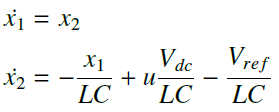 ẋ₁ = x₂
ẋ₂ = − x₁/LC + u V_dc/LC − V_ref/LC